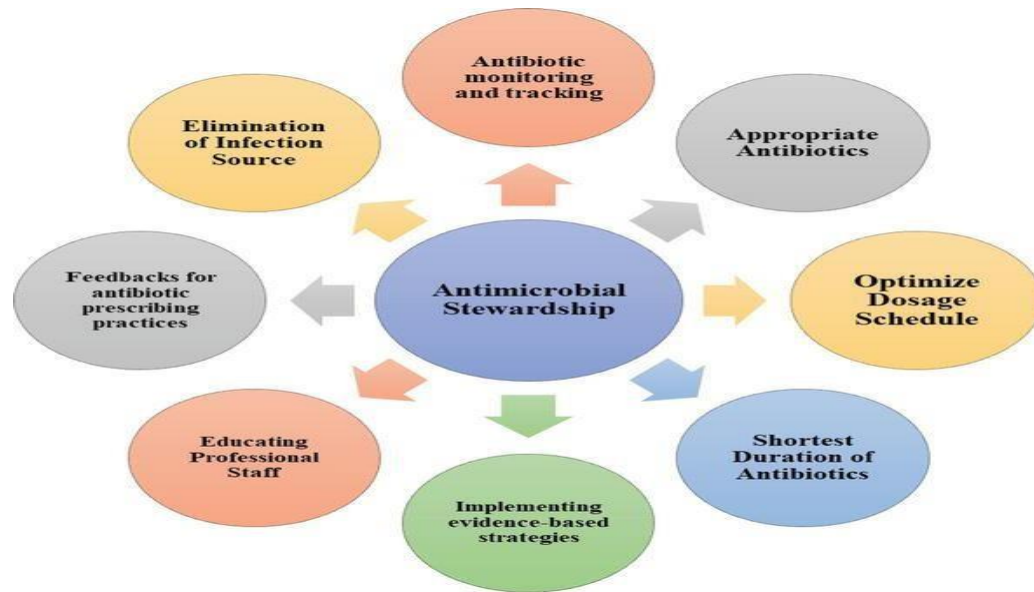 Antibiotic
monitoring
and tracking
Appropriate
Antibiotics
Optimize
Dosage
Schedule
Shortest
Duration of
Antibiotics
Implementing
evidence-based
strategies
Educating
Professional
Staff
Feedbacks for
antibiotic
prescribing
practices
Elimination
of Infection
Source
Antimicrobial
Stewardship